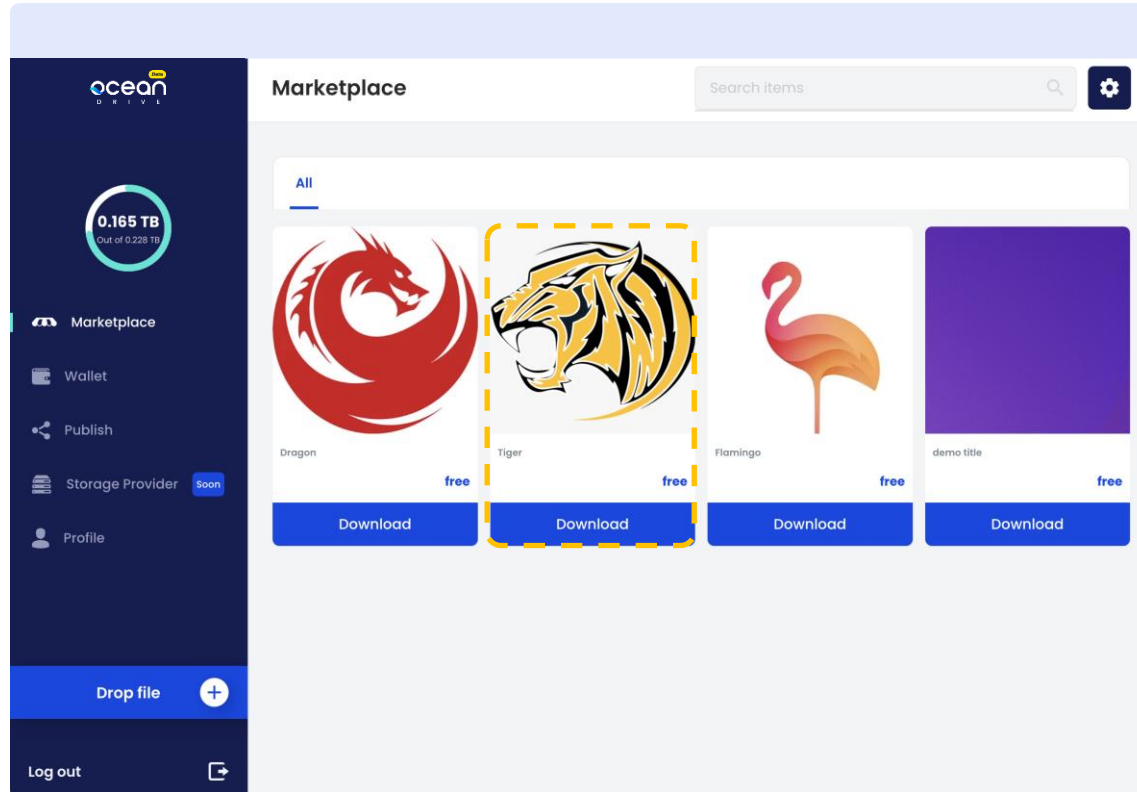 Beta
ocean
DRIVE
Marketplace
Search items
All
0.165 TB
Out of 0.228 TB
Marketplace
Wallet
Publish
Storage Provider Soon
Profile
Drop file
Log out
Dragon
free
Download
Tiger
free
Download
Flamingo
free
Download
demo title
free
Download